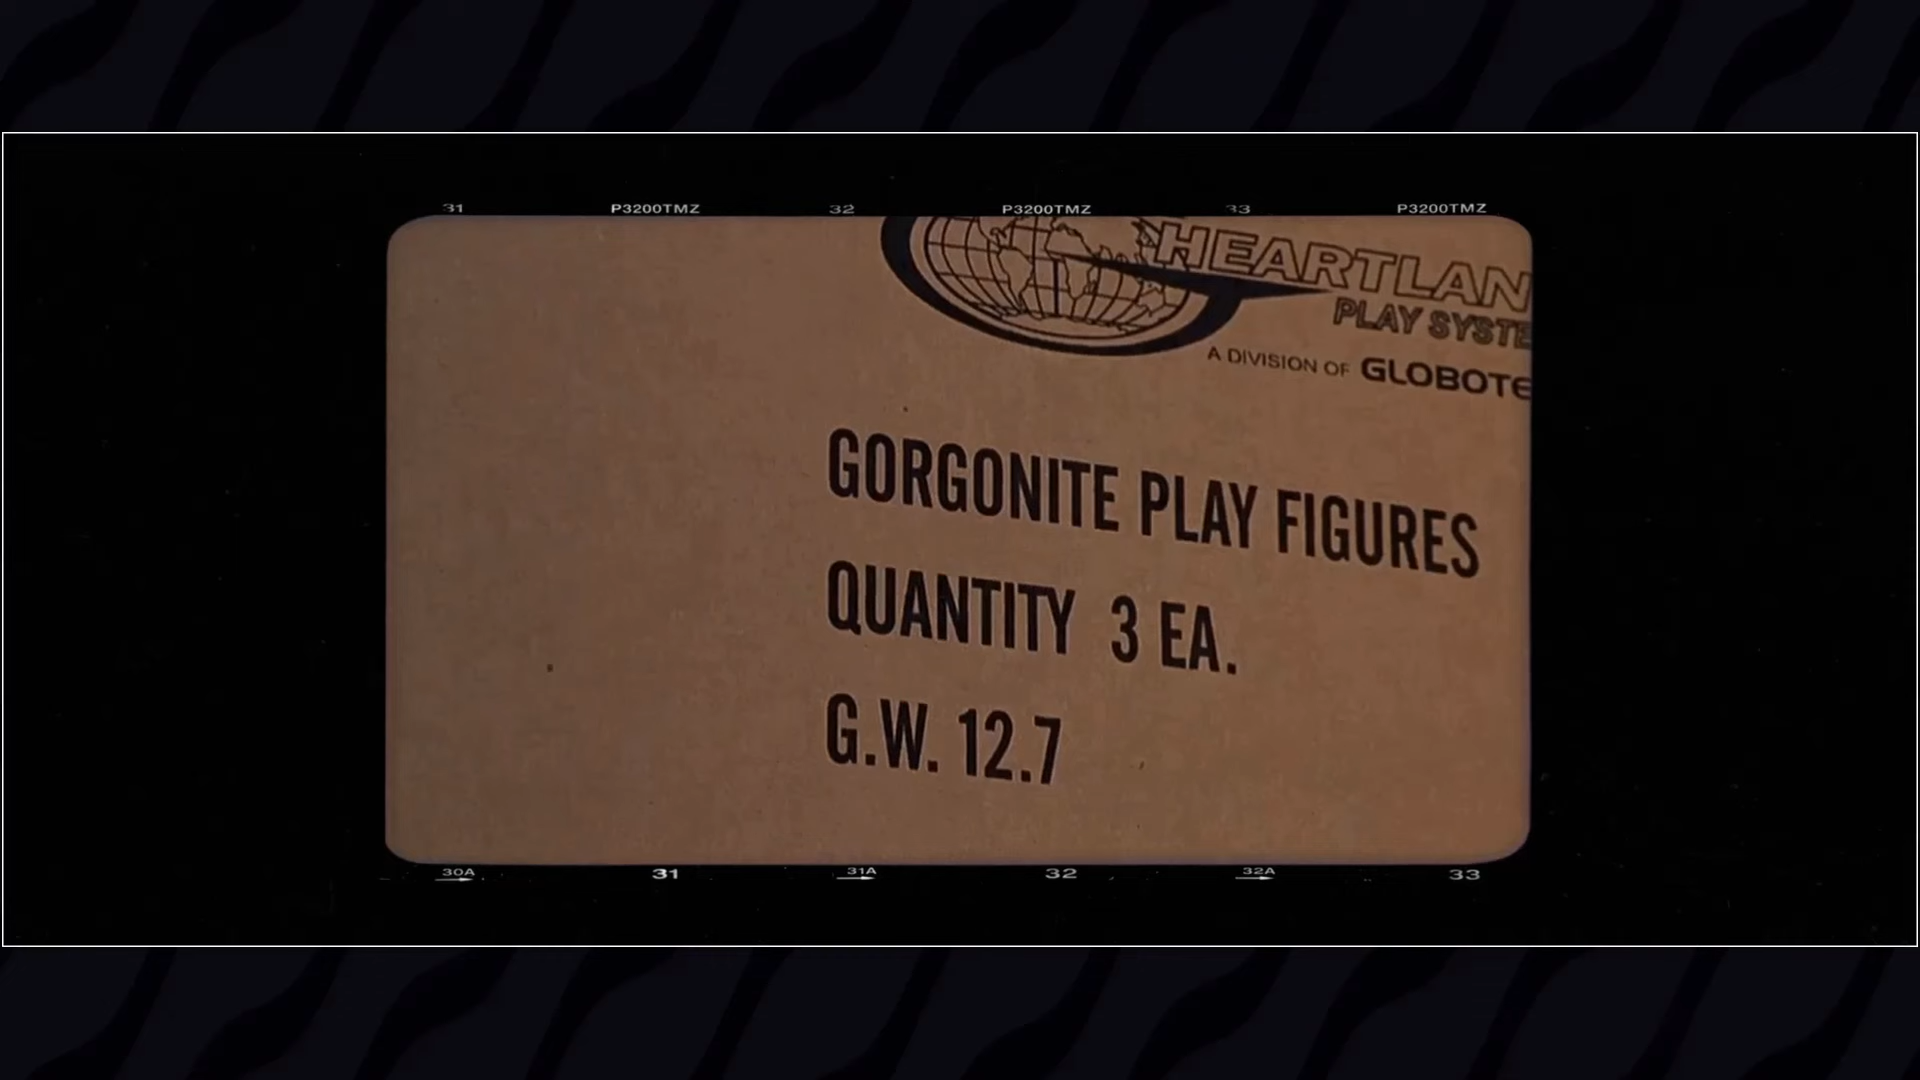 31 P3200TMZ 32 P3200TMZ 33 P3200TMZ
HEARTLAN
PLAY SYSTE
A DIVISION OF GLOBOTE
GORGONITE PLAY FIGURES
QUANTITY 3 EA.
G.W. 12.7
30A 31 31A 32 32A 33